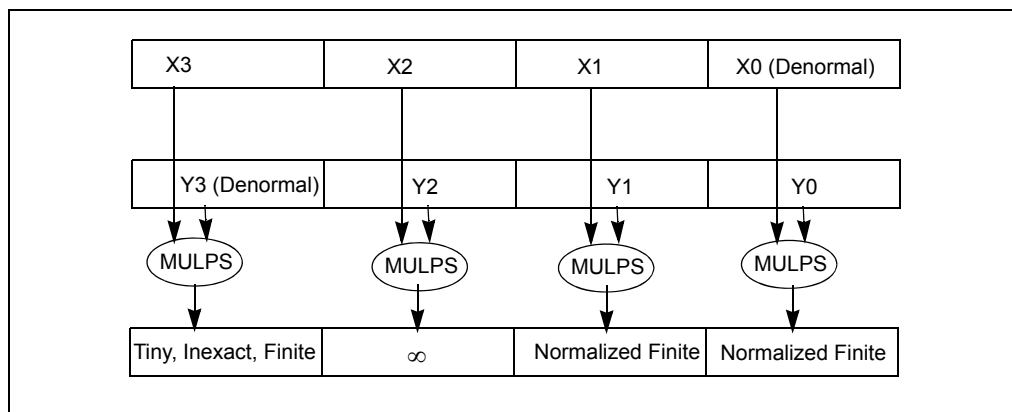 X3 X2 X1 X0 (Denormal)
Y3 (Denormal) Y2 Y1 Y0
MULPS MULPS MULPS MULPS
Tiny, Inexact, Finite ∞ Normalized Finite Normalized Finite